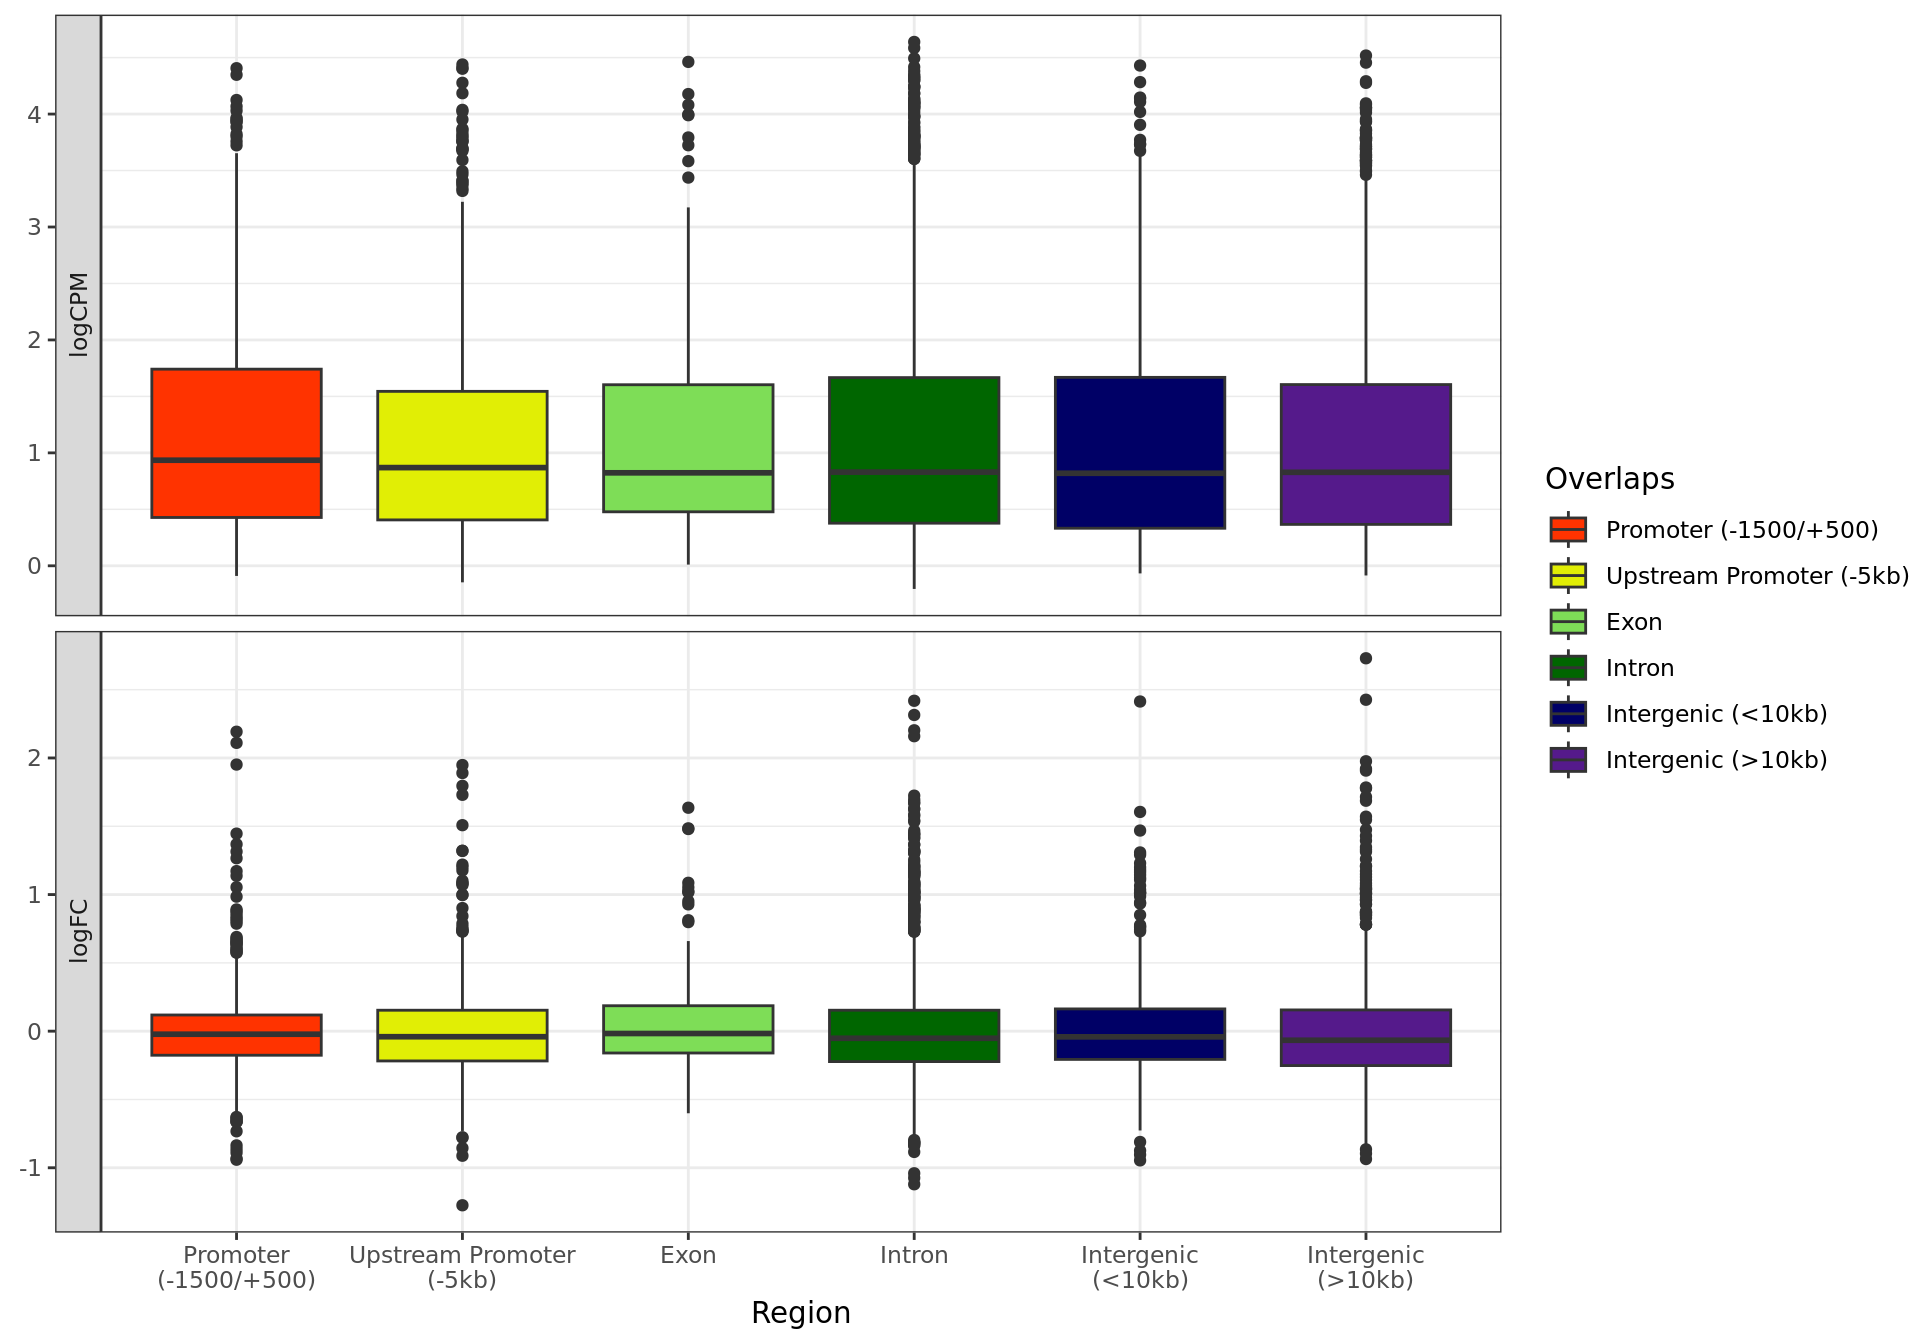 logCPM
4
3
2
1
0
logFC
2
1
0
-1
Promoter
(-1500/+500)
Upstream Promoter
(-5kb)
Exon
Intron
Intergenic
(<10kb)
Intergenic
(>10kb)
Region
Overlaps
Promoter (-1500/+500)
Upstream Promoter (-5kb)
Exon
Intron
Intergenic (<10kb)
Intergenic (>10kb)